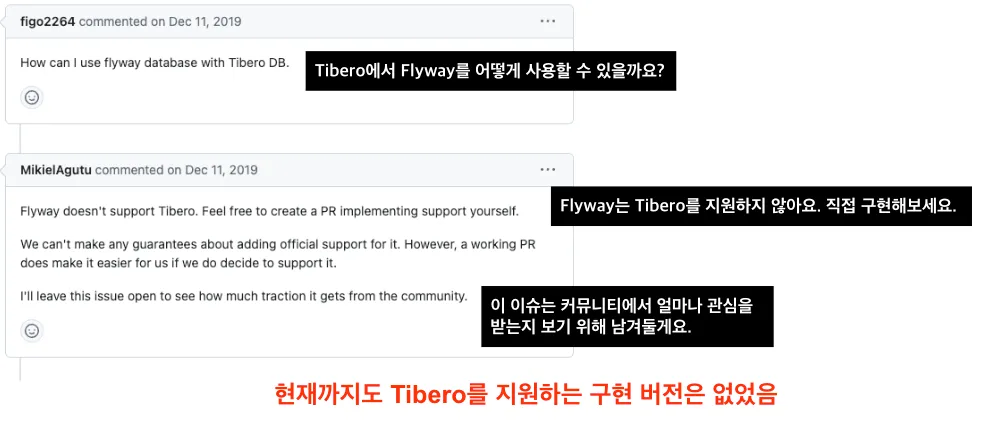 figo2264 commented on Dec 11, 2019
How can I use flyway database with Tibero DB.
Tibero에서 Flyway를 어떻게 사용할 수 있을까요?
MikielAgutu commented on Dec 11, 2019
Flyway doesn't support Tibero. Feel free to create a PR implementing support yourself.
Flyway는 Tibero를 지원하지 않아요. 직접 구현해보세요.
We can't make any guarantees about adding official support for it. However, a working PR
does make it easier for us if we do decide to support it.
I'll leave this issue open to see how much traction it gets from the community.
이 이슈는 커뮤니티에서 얼마나 관심을
받는지 보기 위해 남겨둘게요.
현재까지도 Tibero를 지원하는 구현 버전은 없었음